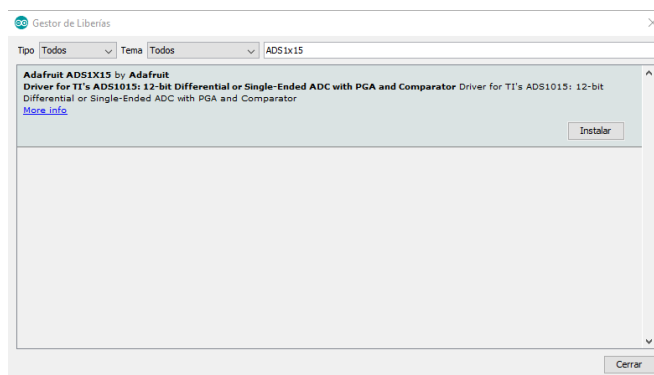 Gestor de Liberías
Tipo Todos Tema Todos ADS1x15
Adafruit ADS1X15 by Adafruit
Driver for TI's ADS1015: 12-bit Differential or Single-Ended ADC with PGA and Comparator Driver for TI's ADS1015: 12-bit
Differential or Single-Ended ADC with PGA and Comparator
More info
Instalar
Cerrar